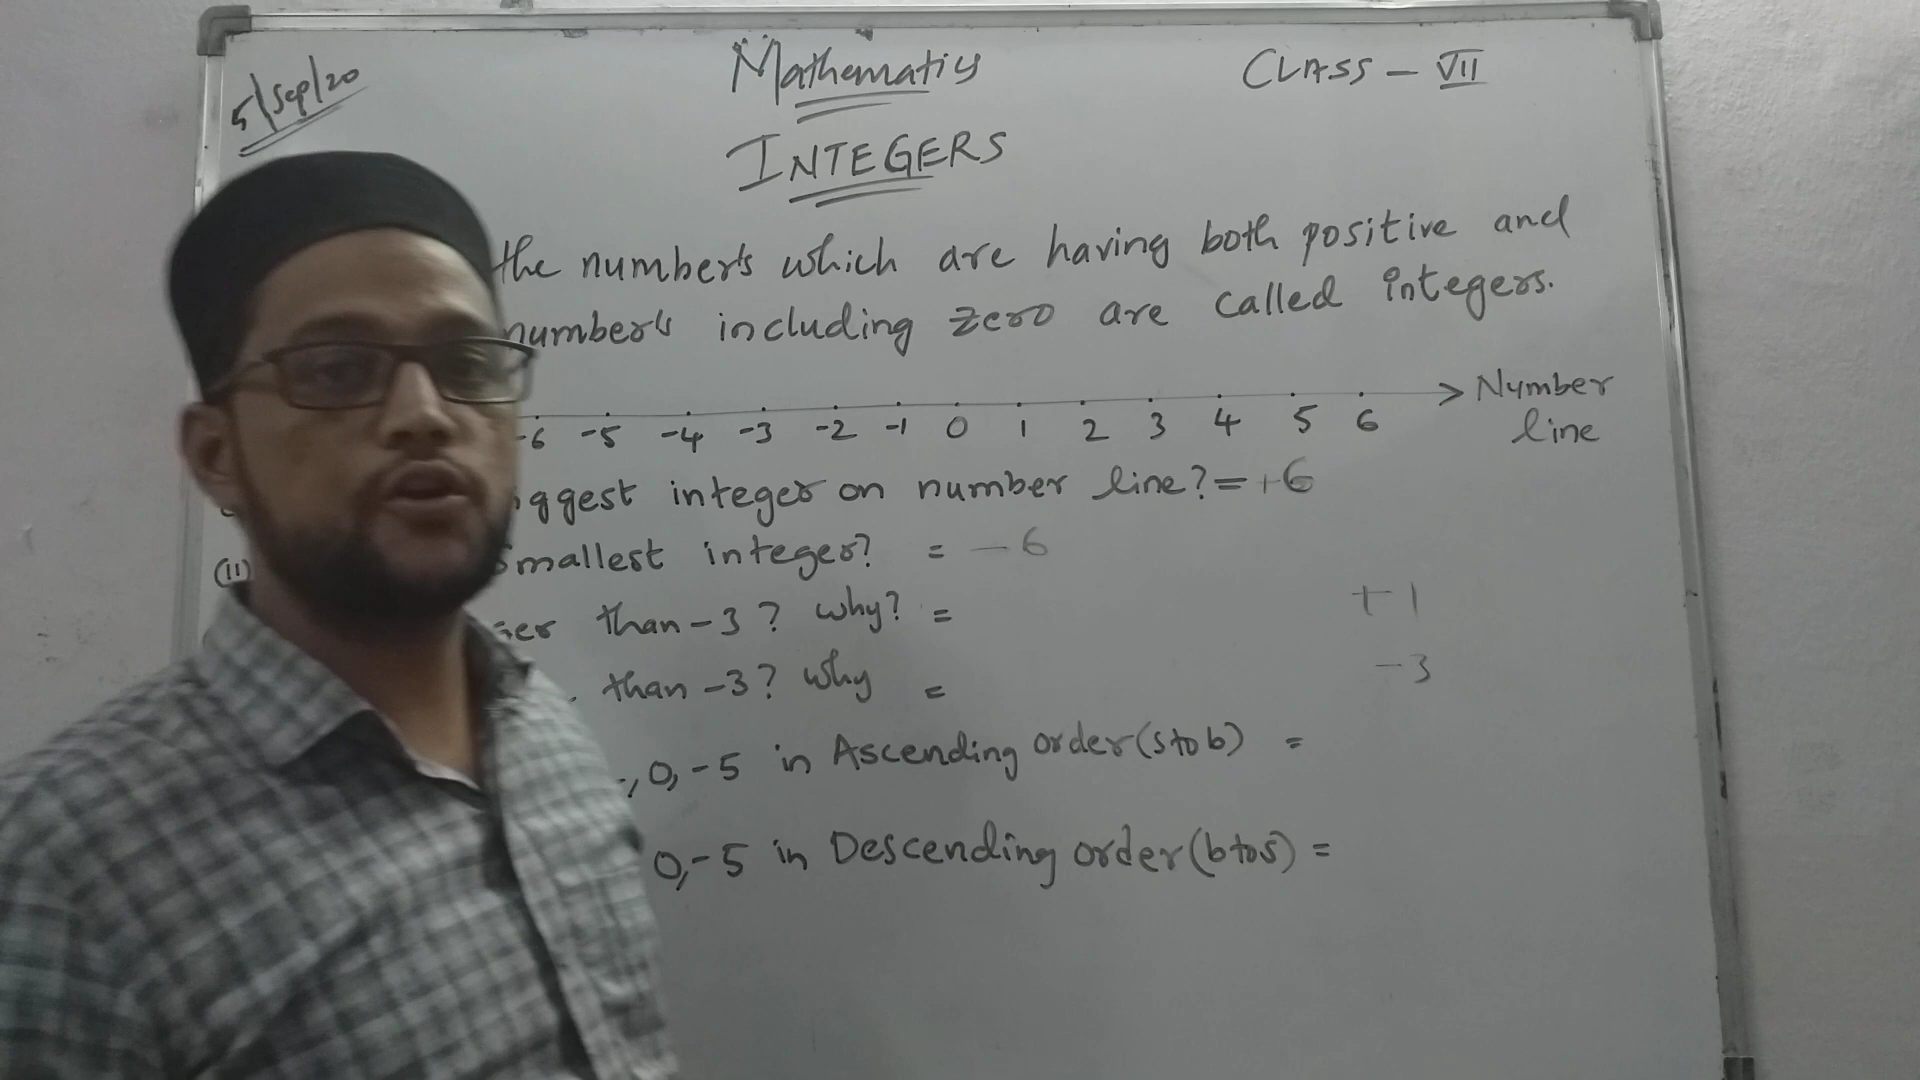 5/Sep/20
Mathematics
CLASS - VII
INTEGERS
the number's which are having both positive and
number's including zero are called integers.
-6 -5 -4 -3 -2 -1 0 1 2 3 4 5 6
Number
line
integer on number line? = +6
(ii) smallest integer? = -6
than -3? why? =
+1
than -3? why =
-3
0, -5 in Ascending order (s to b) =
0, -5 in Descending order (b to s) =